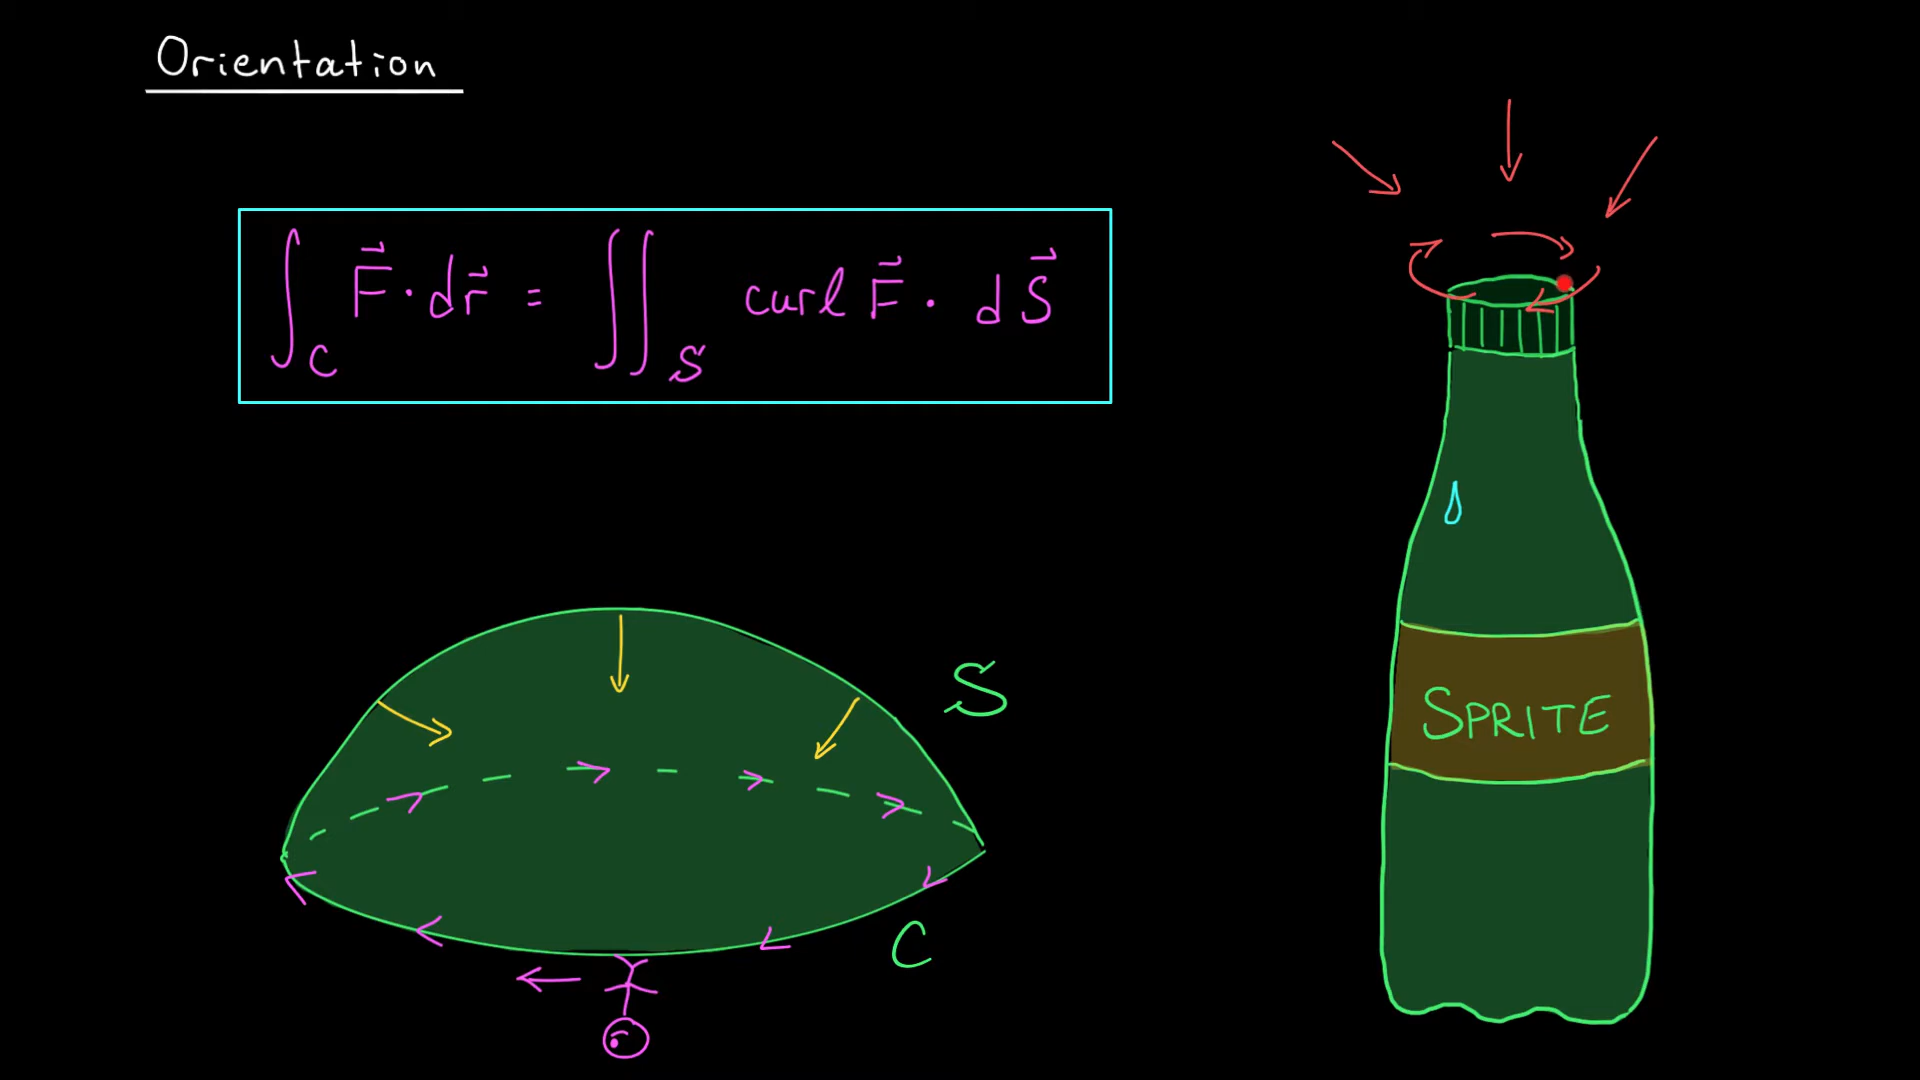 Orientation
∫_C F⃗ · dr⃗ = ∬_S curl F⃗ · dS⃗
S
C
SPRITE